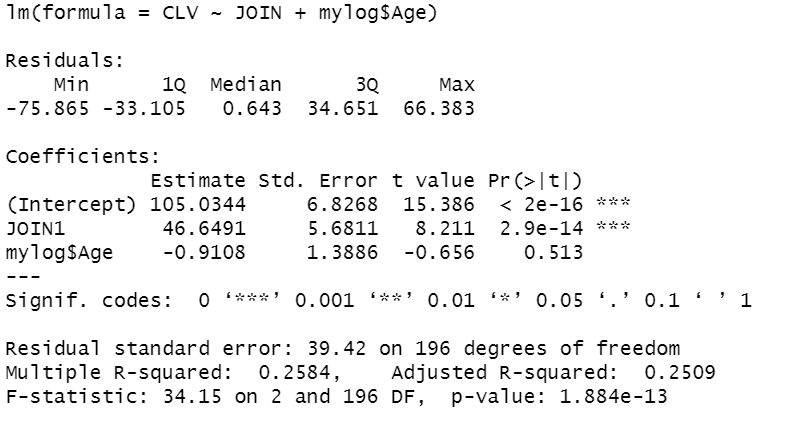 lm(formula = CLV ~ JOIN + mylog$Age)
Residuals:
Min 1Q Median 3Q Max
-75.865 -33.105 0.643 34.651 66.383
Coefficients:
Estimate Std. Error t value Pr(>|t|)
(Intercept) 105.0344 6.8268 15.386 < 2e-16 ***
JOIN1 46.6491 5.6811 8.211 2.9e-14 ***
mylog$Age -0.9108 1.3886 -0.656 0.513
---
Signif. codes: 0 ‘***’ 0.001 ‘**’ 0.01 ‘*’ 0.05 ‘.’ 0.1 ‘ ’ 1
Residual standard error: 39.42 on 196 degrees of freedom
Multiple R-squared: 0.2584, Adjusted R-squared: 0.2509
F-statistic: 34.15 on 2 and 196 DF, p-value: 1.884e-13